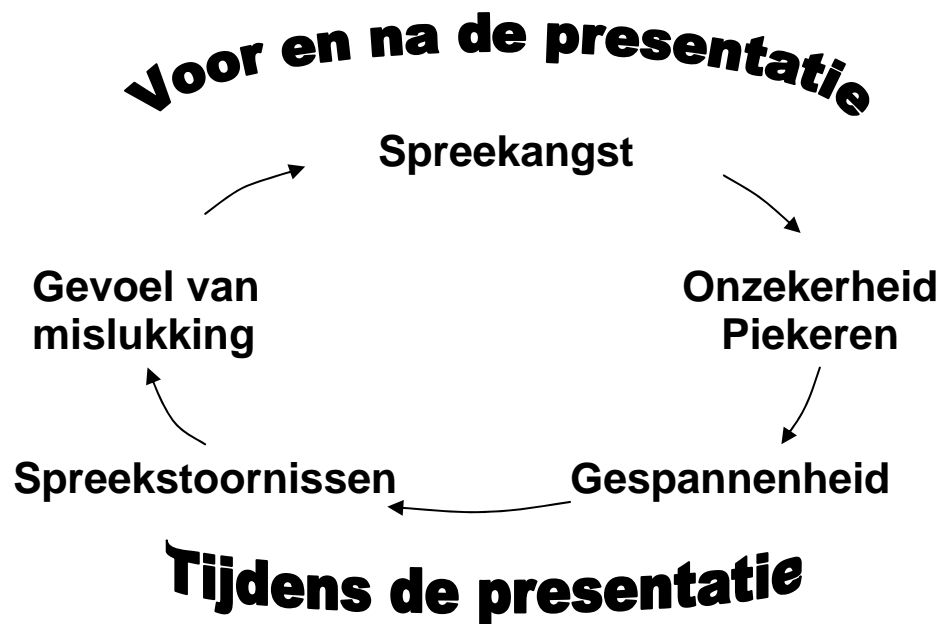 Voor en na de presentatie
Spreekangst
Onzekerheid
Piekeren
Gespannenheid
Spreekstoornissen
Gevoel van
mislukking
Tijdens de presentatie